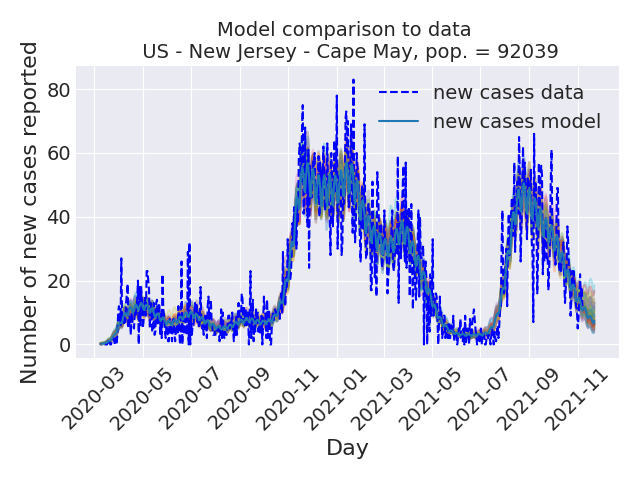 Model comparison to data
US - New Jersey - Cape May, pop. = 92039
Number of new cases reported
80
60
40
20
0
new cases data
new cases model
2020-03
2020-05
2020-07
2020-09
2020-11
2021-01
2021-03
2021-05
2021-07
2021-09
2021-11
Day